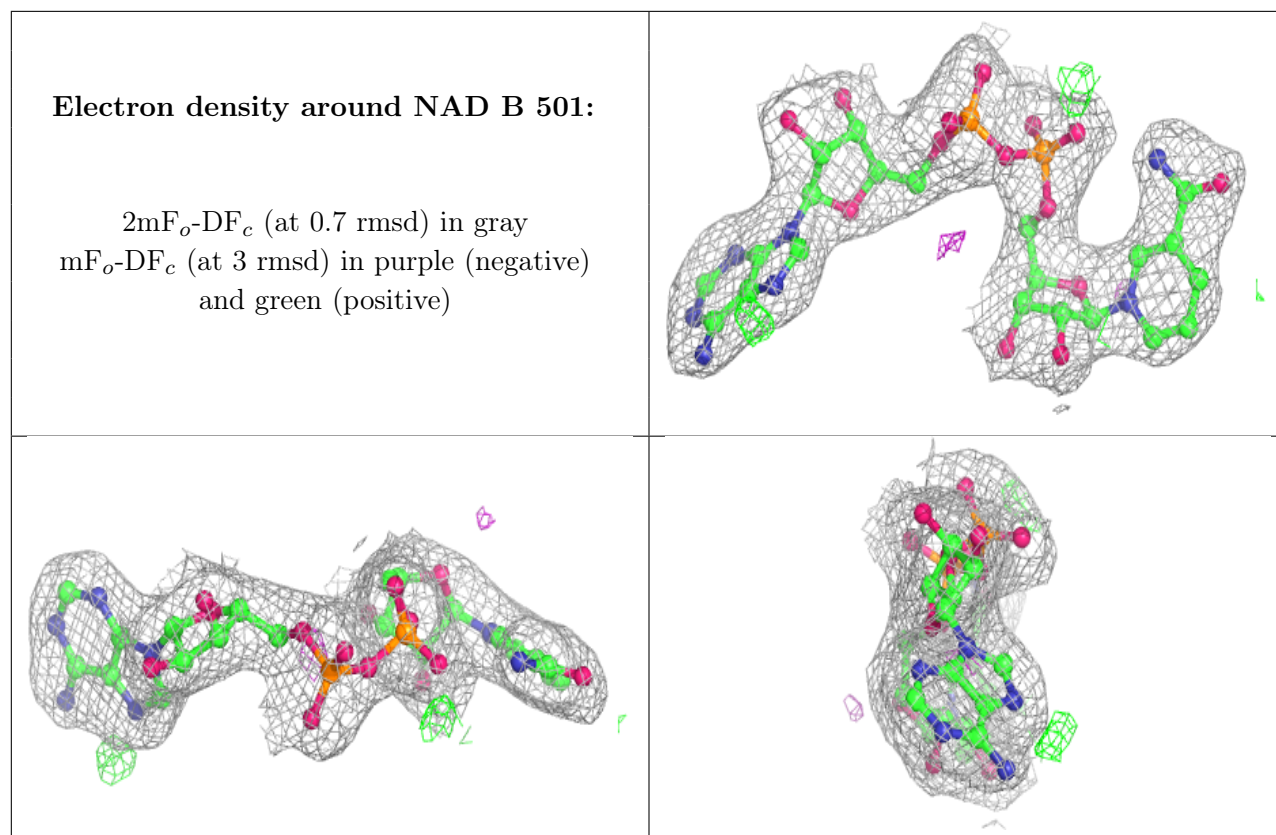 Electron density around NAD B 501:
2mFₒ-DF𝒸 (at 0.7 rmsd) in gray
mFₒ-DF𝒸 (at 3 rmsd) in purple (negative)
and green (positive)